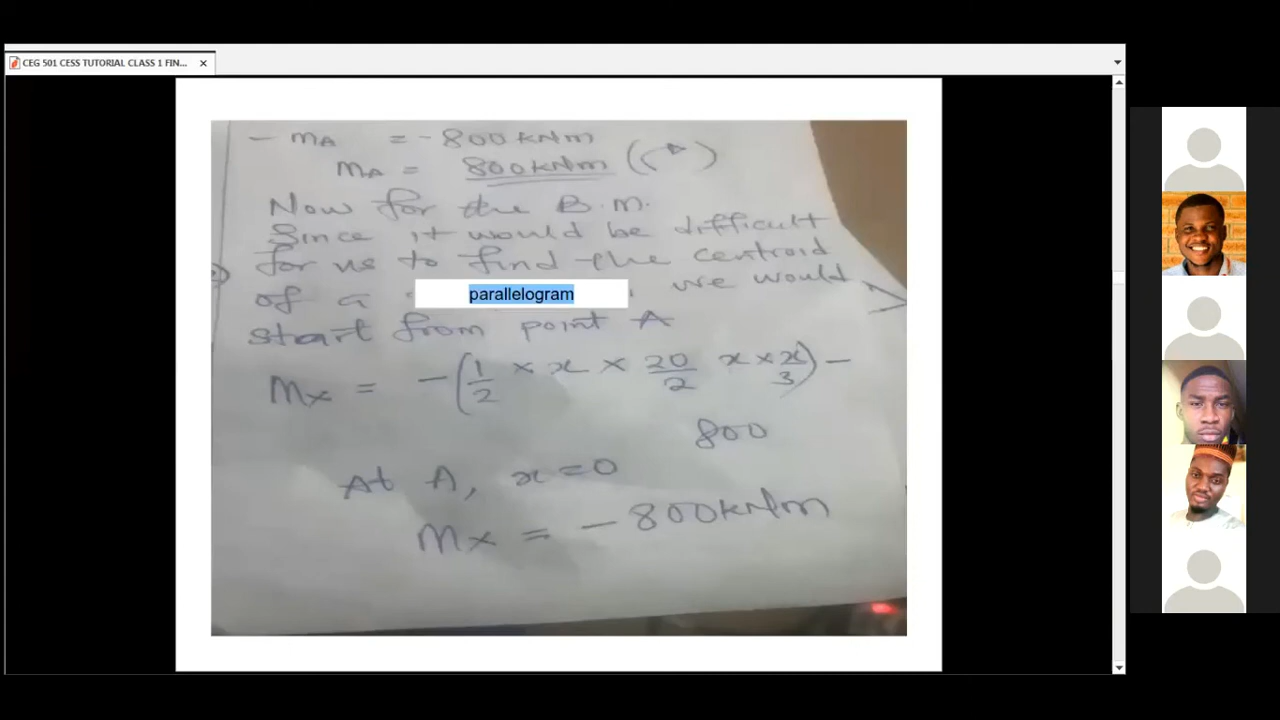 CEG 501 CESS TUTORIAL CLASS 1 FIN...
- MA = - 800kNm
MA = 800kNm
Now for the B.M.
Since it would be difficult
for us to find the centroid
of a parallelogram, we would
start from point A
Mx = -(1/2 × x × 20/2 x × x/3) -
800
At A, x=0
Mx = - 800kNm